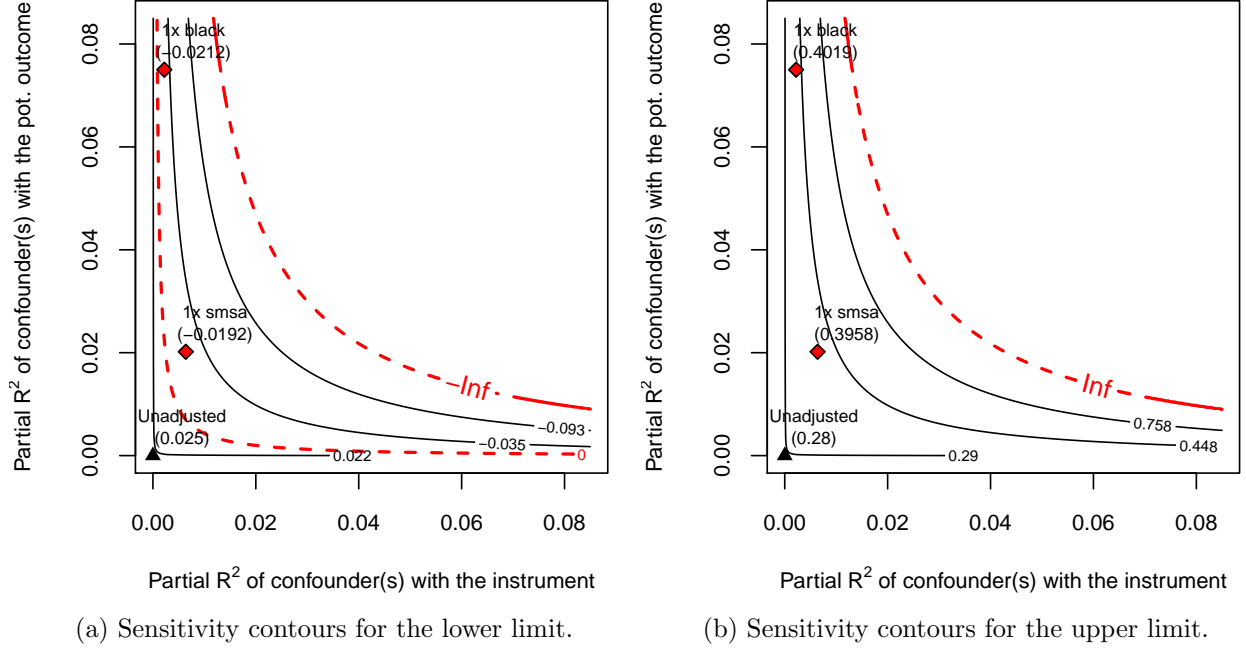 Partial R² of confounder(s) with the pot. outcome
0.00
0.02
0.04
0.06
0.08
1x black
(−0.0212)
1x smsa
(−0.0192)
Unadjusted
(0.025)
−Inf
−0.093
−0.035
0.022
0
0.00
0.02
0.04
0.06
0.08
Partial R² of confounder(s) with the instrument
(a) Sensitivity contours for the lower limit.
Partial R² of confounder(s) with the pot. outcome
0.00
0.02
0.04
0.06
0.08
1x black
(0.4019)
1x smsa
(0.3958)
Unadjusted
(0.28)
Inf
0.758
0.448
0.29
0.00
0.02
0.04
0.06
0.08
Partial R² of confounder(s) with the instrument
(b) Sensitivity contours for the upper limit.